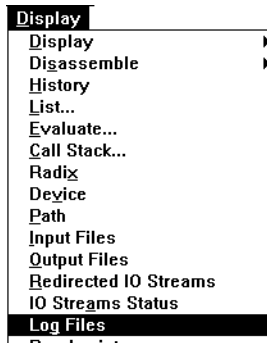 Display
Display
Disassemble
History
List...
Evaluate...
Call Stack...
Radix
Device
Path
Input Files
Output Files
Redirected IO Streams
IO Streams Status
Log Files